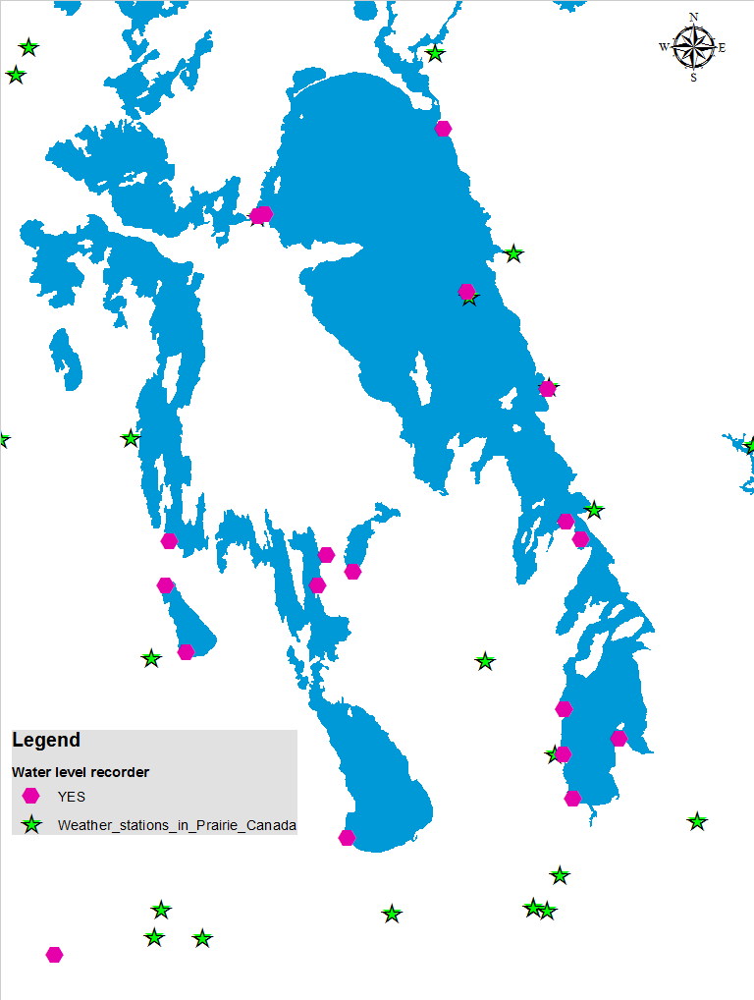 N
W E
S
Legend
Water level recorder
YES
Weather_stations_in_Prairie_Canada